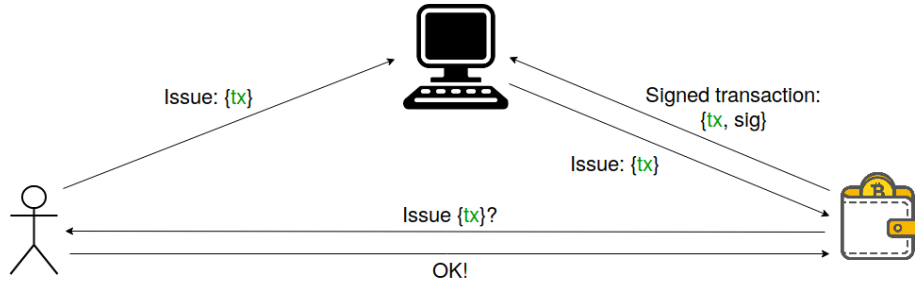 Issue: {tx}
Signed transaction:
{tx, sig}
Issue: {tx}
Issue {tx}?
OK!